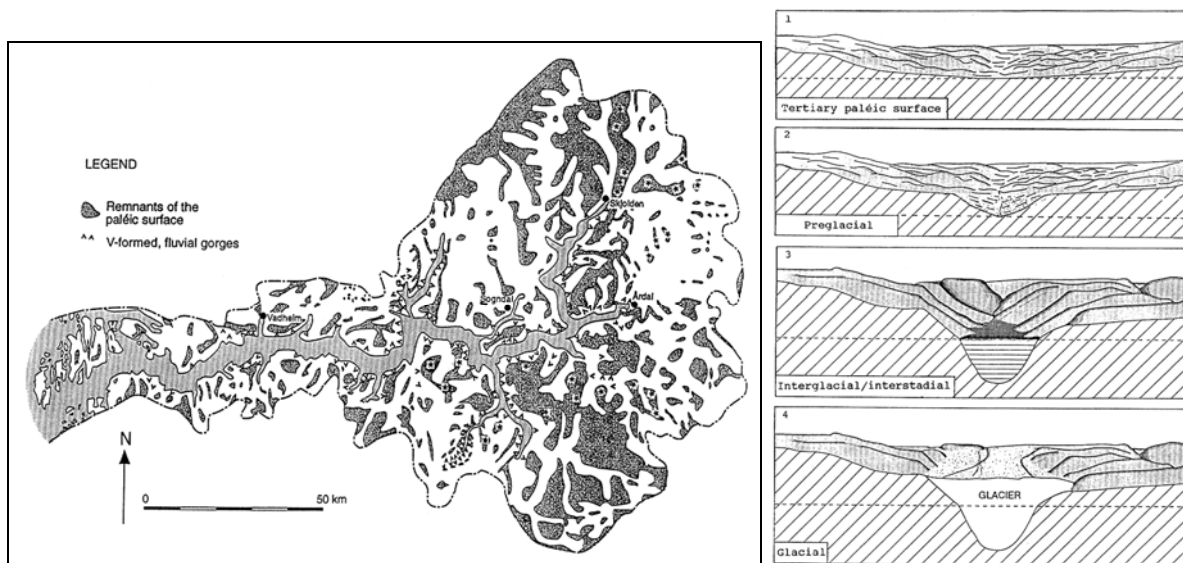 LEGEND
Remnants of the
paléic surface
^^ V-formed, fluvial gorges
Skjolden
Sogndal
Årdal
Vadheim
N
0 50 km
1
Tertiary paléic surface
2
Preglacial
3
Interglacial/interstadial
4
GLACIER
Glacial